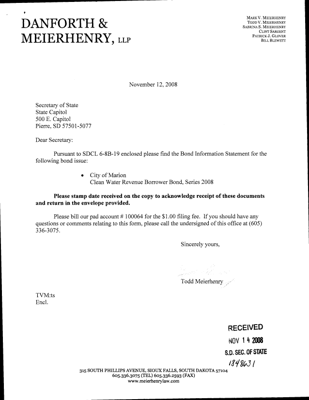 DANFORTH &
MEIERHENRY, LLP
MARK V. MEIERHENRY
TODD V. MEIERHENRY
SABRINA S. MEIERHENRY
CLINT SARGENT
PATRICK J. GLOVER
BILL BLEWETT
November 12, 2008
Secretary of State
State Capitol
500 E. Capitol
Pierre, SD 57501-5077
Dear Secretary:
Pursuant to SDCL 6-8B-19 enclosed please find the Bond Information Statement for the
following bond issue:
• City of Marion
Clean Water Revenue Borrower Bond, Series 2008
Please stamp date received on the copy to acknowledge receipt of these documents
and return in the envelope provided.
Please bill our pad account # 100064 for the $1.00 filing fee. If you should have any
questions or comments relating to this form, please call the undersigned of this office at (605)
336-3075.
Sincerely yours,
Todd Meierhenry
TVM:ts
Encl.
RECEIVED
NOV 14 2008
S.D. SEC. OF STATE
1848631
315 SOUTH PHILLIPS AVENUE, SIOUX FALLS, SOUTH DAKOTA 57104
605.336.3075 (TEL) 605.336.2593 (FAX)
www.meierhenrylaw.com